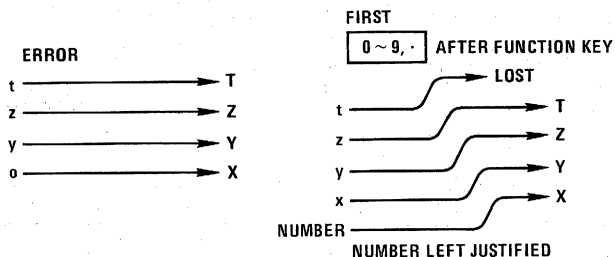 ERROR
t T
z Z
y Y
o X
FIRST
0 ~ 9, · AFTER FUNCTION KEY
LOST
t
T
z
Z
y
Y
x
X
NUMBER
NUMBER LEFT JUSTIFIED